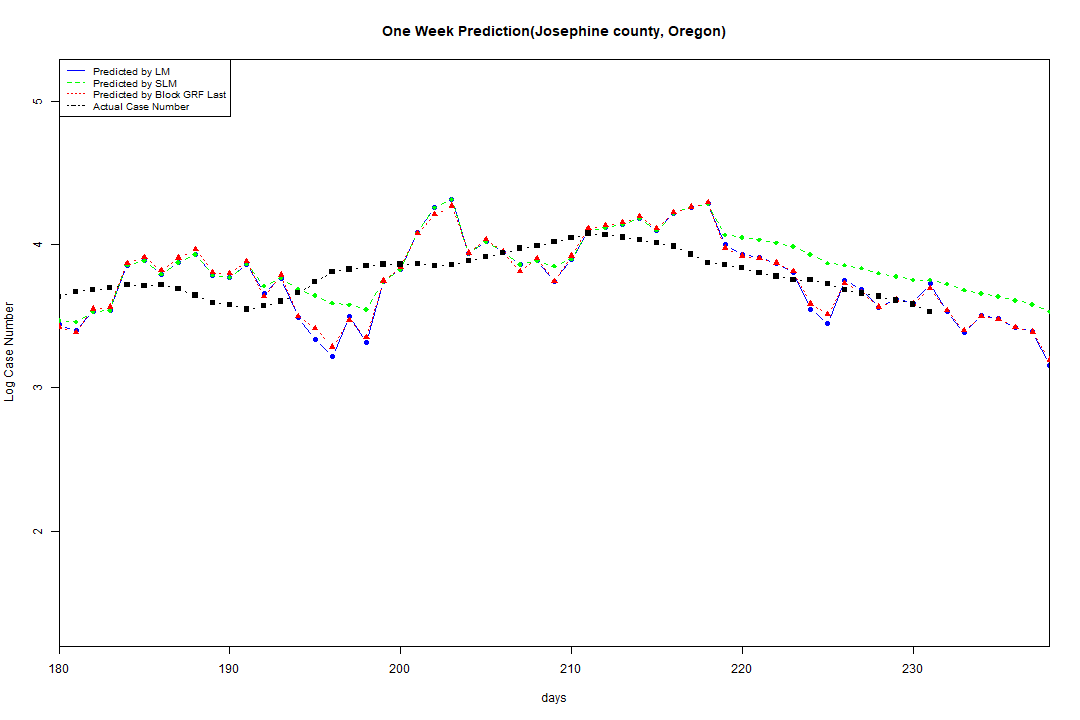 One Week Prediction(Josephine county, Oregon)
Predicted by LM
Predicted by SLM
Predicted by Block GRF Last
Actual Case Number
5
4
3
2
Log Case Number
180 190 200 210 220 230
days